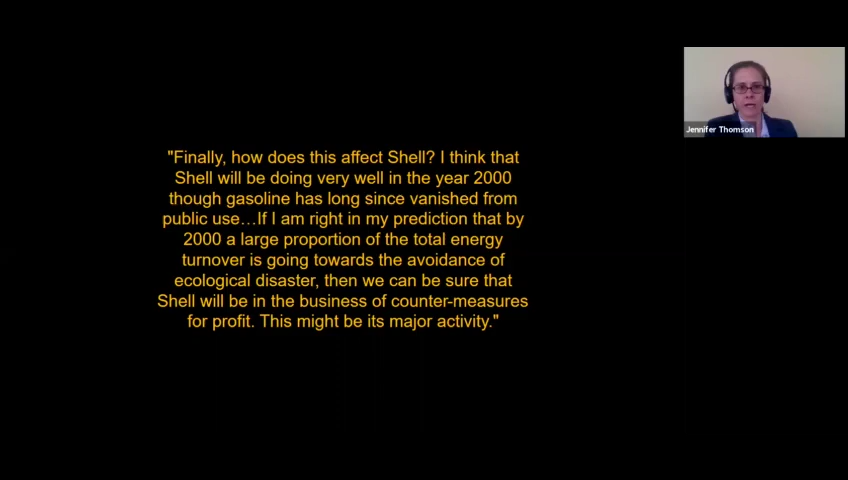 "Finally, how does this affect Shell? I think that
Shell will be doing very well in the year 2000
though gasoline has long since vanished from
public use…If I am right in my prediction that by
2000 a large proportion of the total energy
turnover is going towards the avoidance of
ecological disaster, then we can be sure that
Shell will be in the business of counter-measures
for profit. This might be its major activity."
Jennifer Thomson